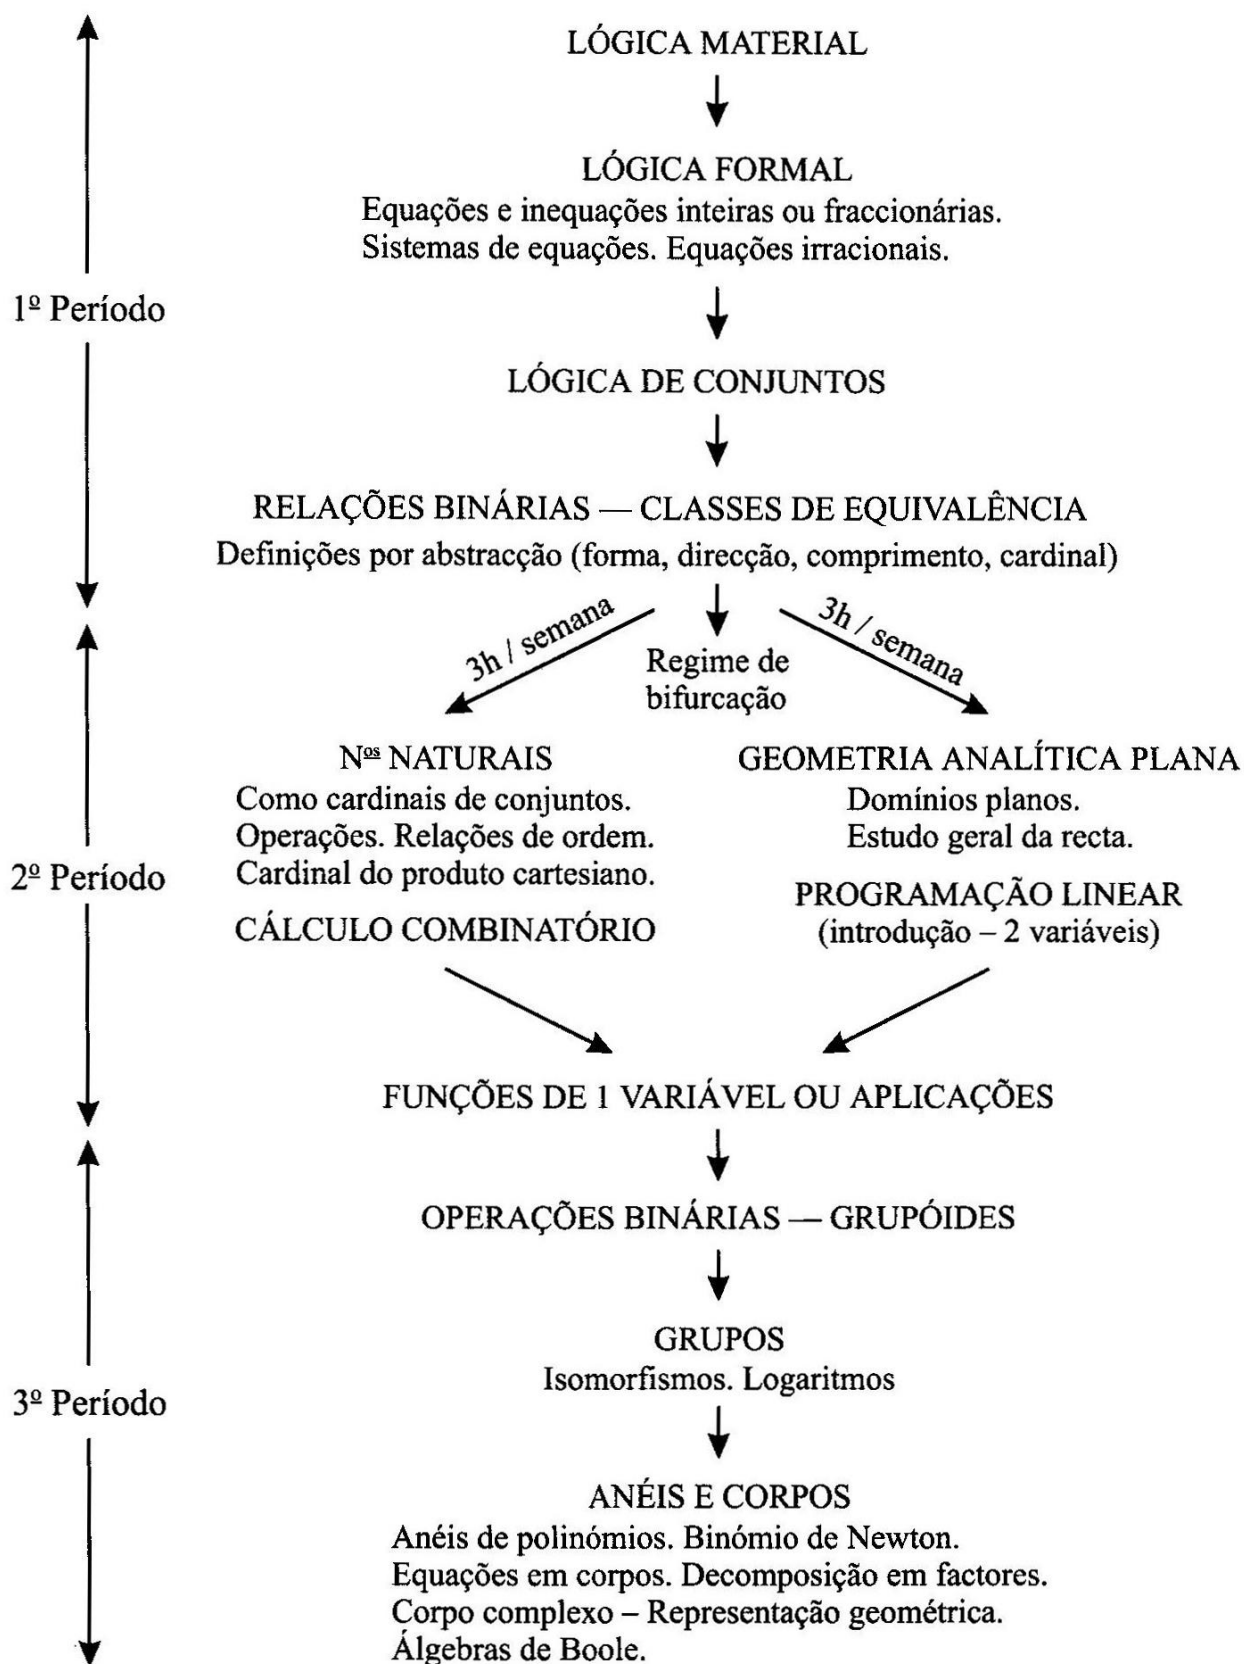 LÓGICA MATERIAL
LÓGICA FORMAL
Equações e inequações inteiras ou fraccionárias.
Sistemas de equações. Equações irracionais.
1º Período
LÓGICA DE CONJUNTOS
RELAÇÕES BINÁRIAS — CLASSES DE EQUIVALÊNCIA
Definições por abstracção (forma, direcção, comprimento, cardinal)
3h / semana
Regime de
bifurcação
3h / semana
2º Período
Nos NATURAIS
Como cardinais de conjuntos.
Operações. Relações de ordem.
Cardinal do produto cartesiano.
CÁLCULO COMBINATÓRIO
GEOMETRIA ANALÍTICA PLANA
Domínios planos.
Estudo geral da recta.
PROGRAMAÇÃO LINEAR
(introdução – 2 variáveis)
FUNÇÕES DE 1 VARIÁVEL OU APLICAÇÕES
OPERAÇÕES BINÁRIAS — GRUPÓIDES
GRUPOS
Isomorfismos. Logaritmos
3º Período
ANÉIS E CORPOS
Anéis de polinómios. Binómio de Newton.
Equações em corpos. Decomposição em factores.
Corpo complexo – Representação geométrica.
Álgebras de Boole.